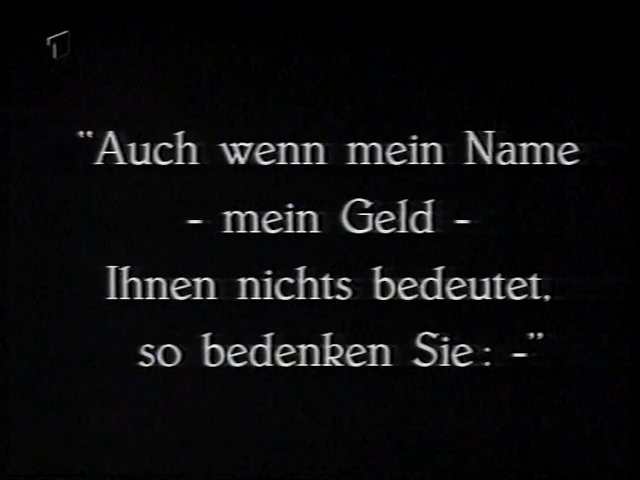 "Auch wenn mein Name
- mein Geld -
Ihnen nichts bedeutet,
so bedenken Sie: -"